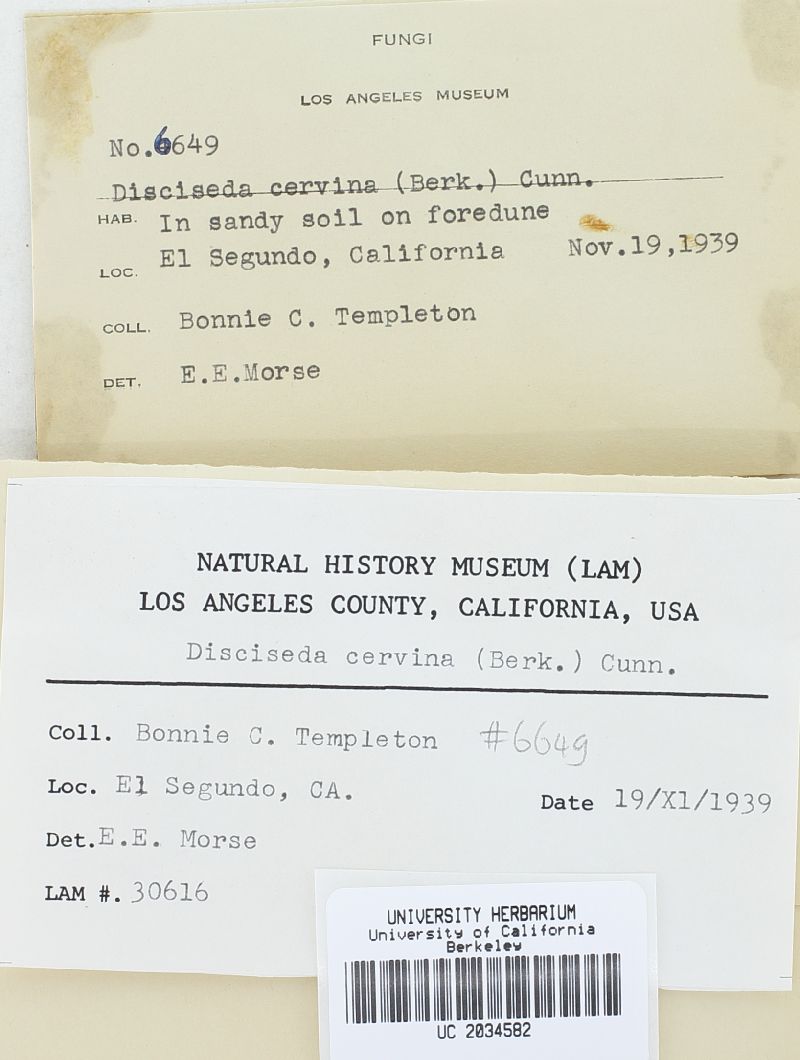 FUNGI
LOS ANGELES MUSEUM
No.6649
Disciseda cervina (Berk.) Cunn.
HAB. In sandy soil on foredune
LOC. El Segundo, California Nov.19,1939
COLL. Bonnie C. Templeton
DET. E.E.Morse
NATURAL HISTORY MUSEUM (LAM)
LOS ANGELES COUNTY, CALIFORNIA, USA
Disciseda cervina (Berk.) Cunn.
Coll. Bonnie C. Templeton #6649
Loc. El Segundo, CA.
Date 19/X1/1939
Det.E.E. Morse
LAM #. 30616
UNIVERSITY HERBARIUM
University of California
Berkeley
UC 2034582